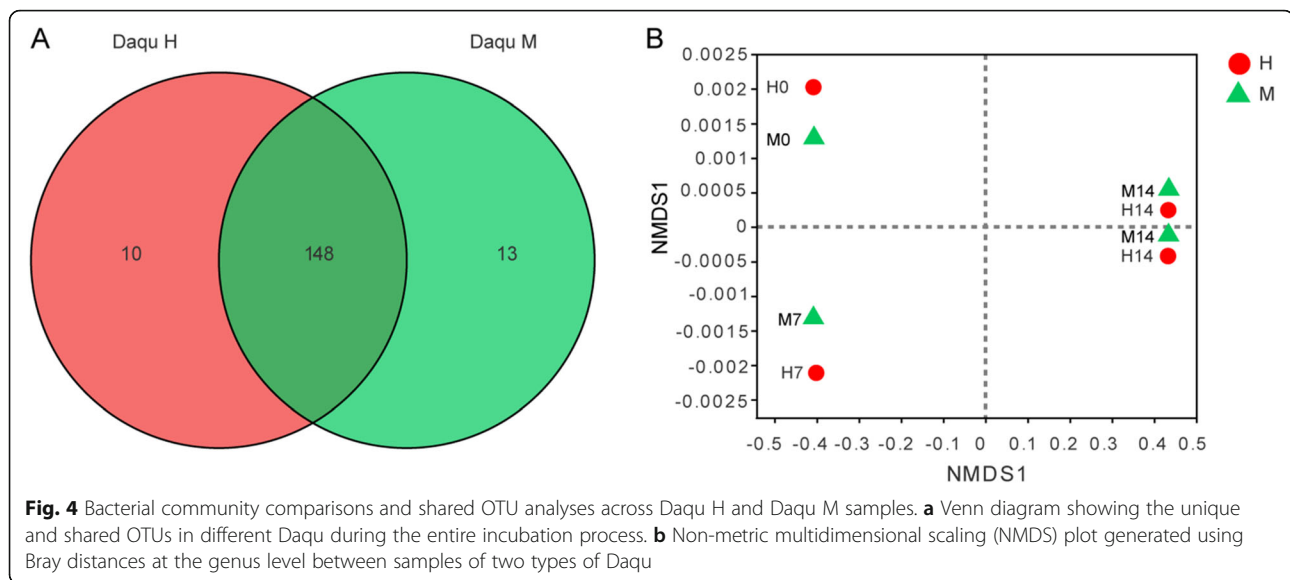 A
Daqu H
Daqu M
10
148
13
B
NMDS1
0.0025
0.002
0.0015
0.001
0.0005
0
-0.0005
-0.001
-0.0015
-0.002
-0.0025
H0
M0
M7
H7
M14
H14
M14
H14
-0.5 -0.4 -0.3 -0.2 -0.1 0 0.1 0.2 0.3 0.4 0.5
NMDS1
H
M
Fig. 4 Bacterial community comparisons and shared OTU analyses across Daqu H and Daqu M samples. a Venn diagram showing the unique
and shared OTUs in different Daqu during the entire incubation process. b Non-metric multidimensional scaling (NMDS) plot generated using
Bray distances at the genus level between samples of two types of Daqu